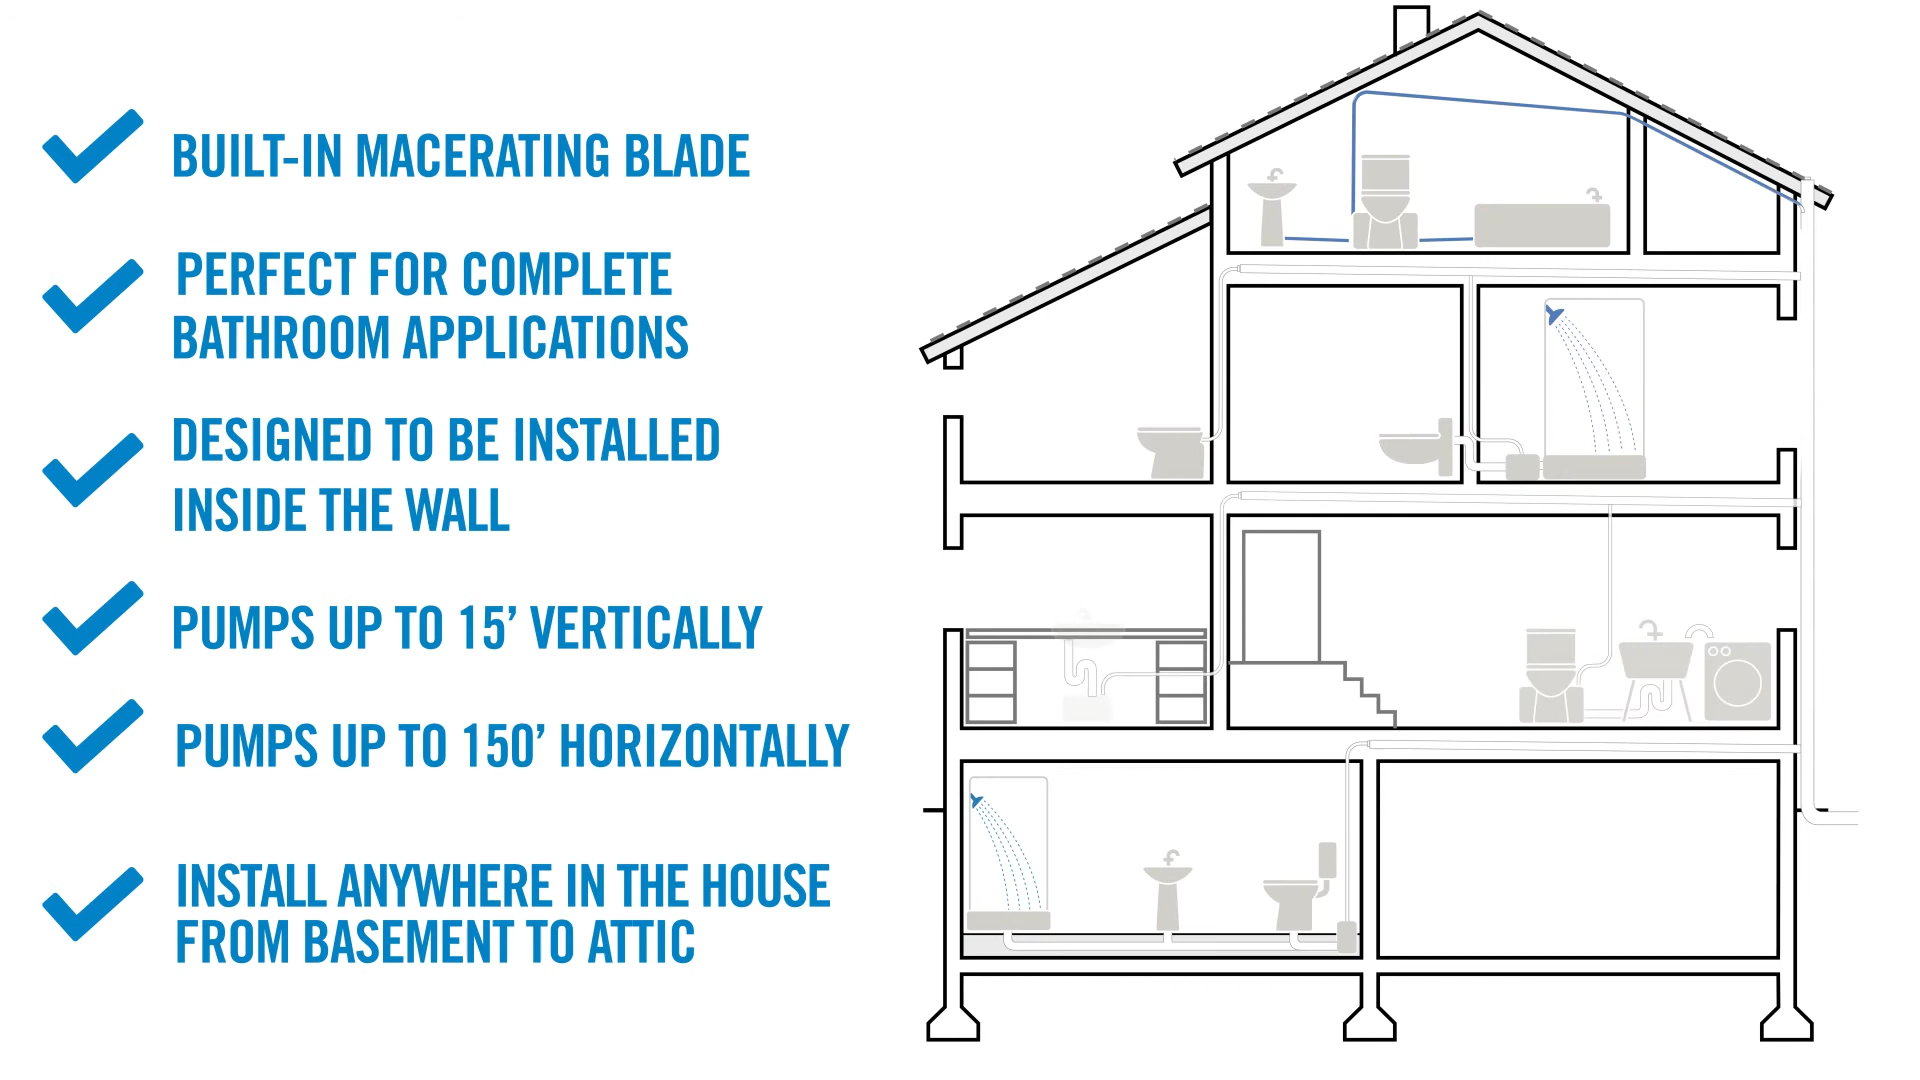 BUILT-IN MACERATING BLADE
PERFECT FOR COMPLETE
BATHROOM APPLICATIONS
DESIGNED TO BE INSTALLED
INSIDE THE WALL
PUMPS UP TO 15’ VERTICALLY
PUMPS UP TO 150’ HORIZONTALLY
INSTALL ANYWHERE IN THE HOUSE
FROM BASEMENT TO ATTIC